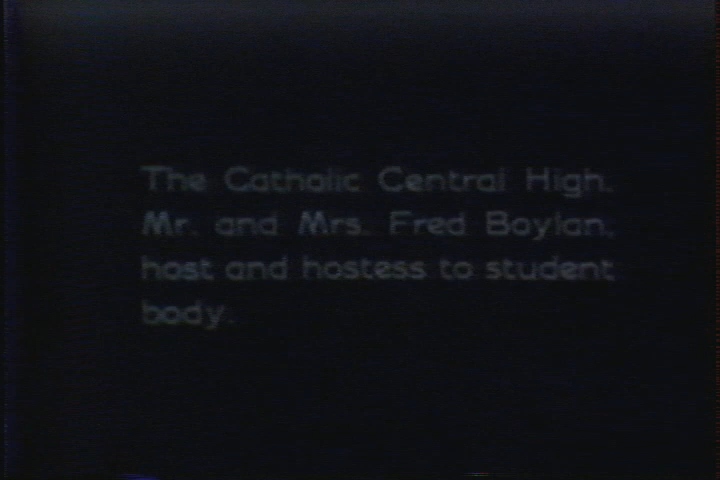 The Catholic Central High.
Mr. and Mrs. Fred Boylan,
host and hostess to student
body.